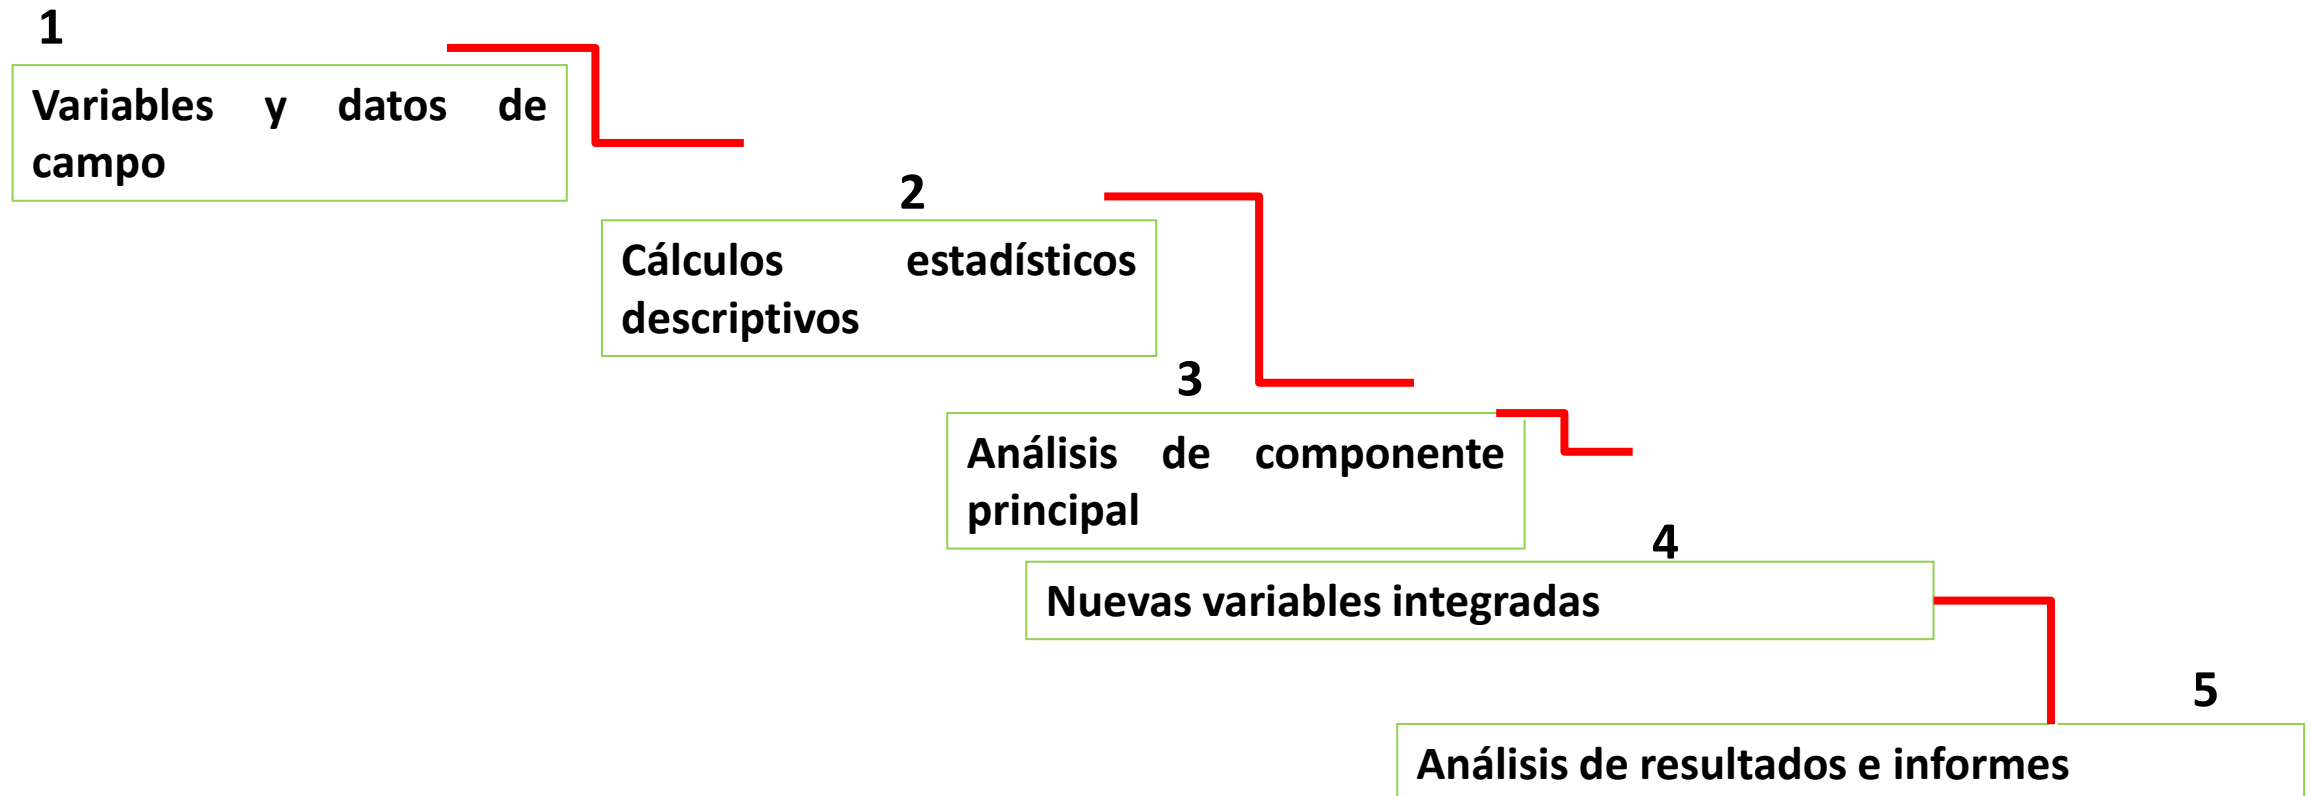 1
Variables y datos de
campo
2
Cálculos estadísticos
descriptivos
3
Análisis de componente
principal
4
Nuevas variables integradas
5
Análisis de resultados e informes